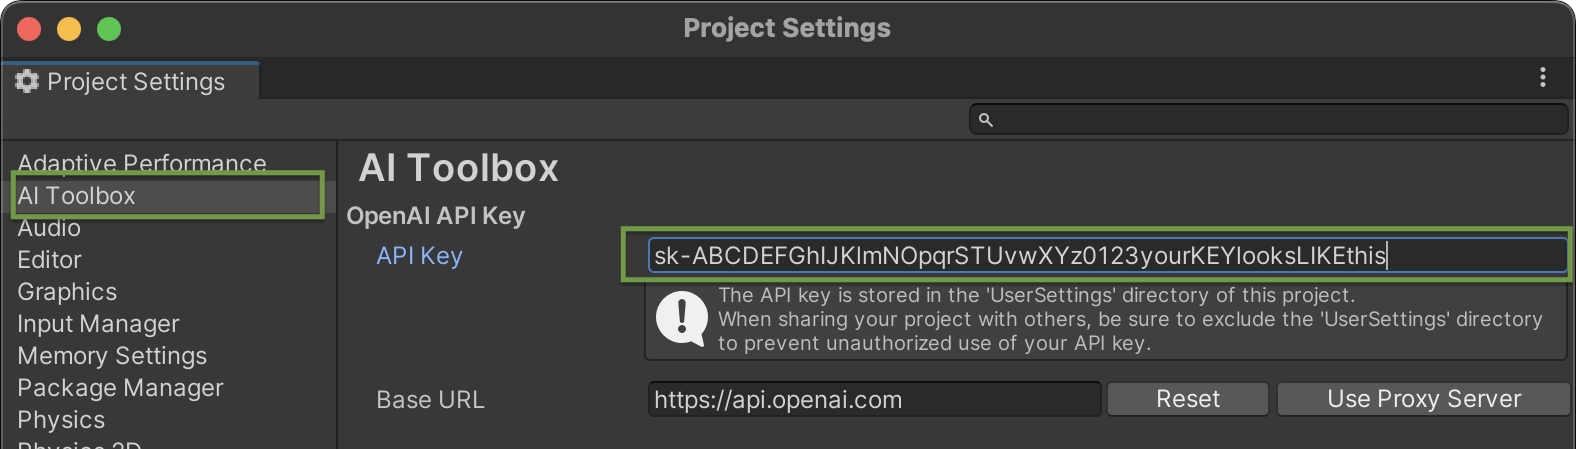 Project Settings
Project Settings
Adaptive Performance
AI Toolbox
Audio
Editor
Graphics
Input Manager
Memory Settings
Package Manager
Physics
Physics 2D
AI Toolbox
OpenAI API Key
API Key
sk-ABCDEFGhIJKlmNOpqrSTUvwXYz0123yourKEYlooksLIKEthis
The API key is stored in the 'UserSettings' directory of this project.
When sharing your project with others, be sure to exclude the 'UserSettings' directory
to prevent unauthorized use of your API key.
Base URL
https://api.openai.com
Reset
Use Proxy Server